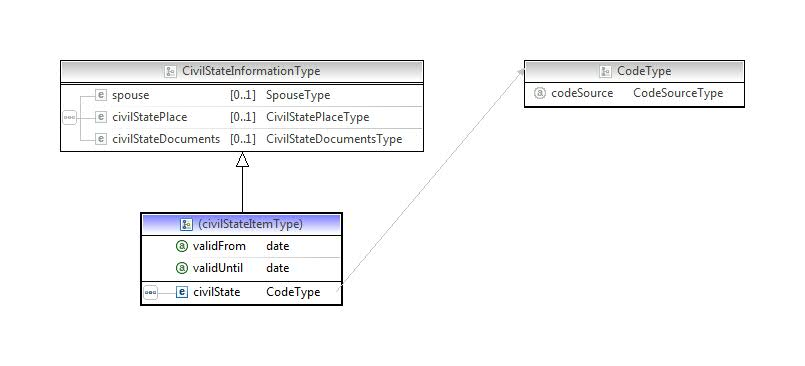 CivilStateInformationType
e spouse [0..1] SpouseType
e civilStatePlace [0..1] CivilStatePlaceType
e civilStateDocuments [0..1] CivilStateDocumentsType
CodeType
a codeSource CodeSourceType
(civilStateItemType)
a validFrom date
a validUntil date
e civilState CodeType